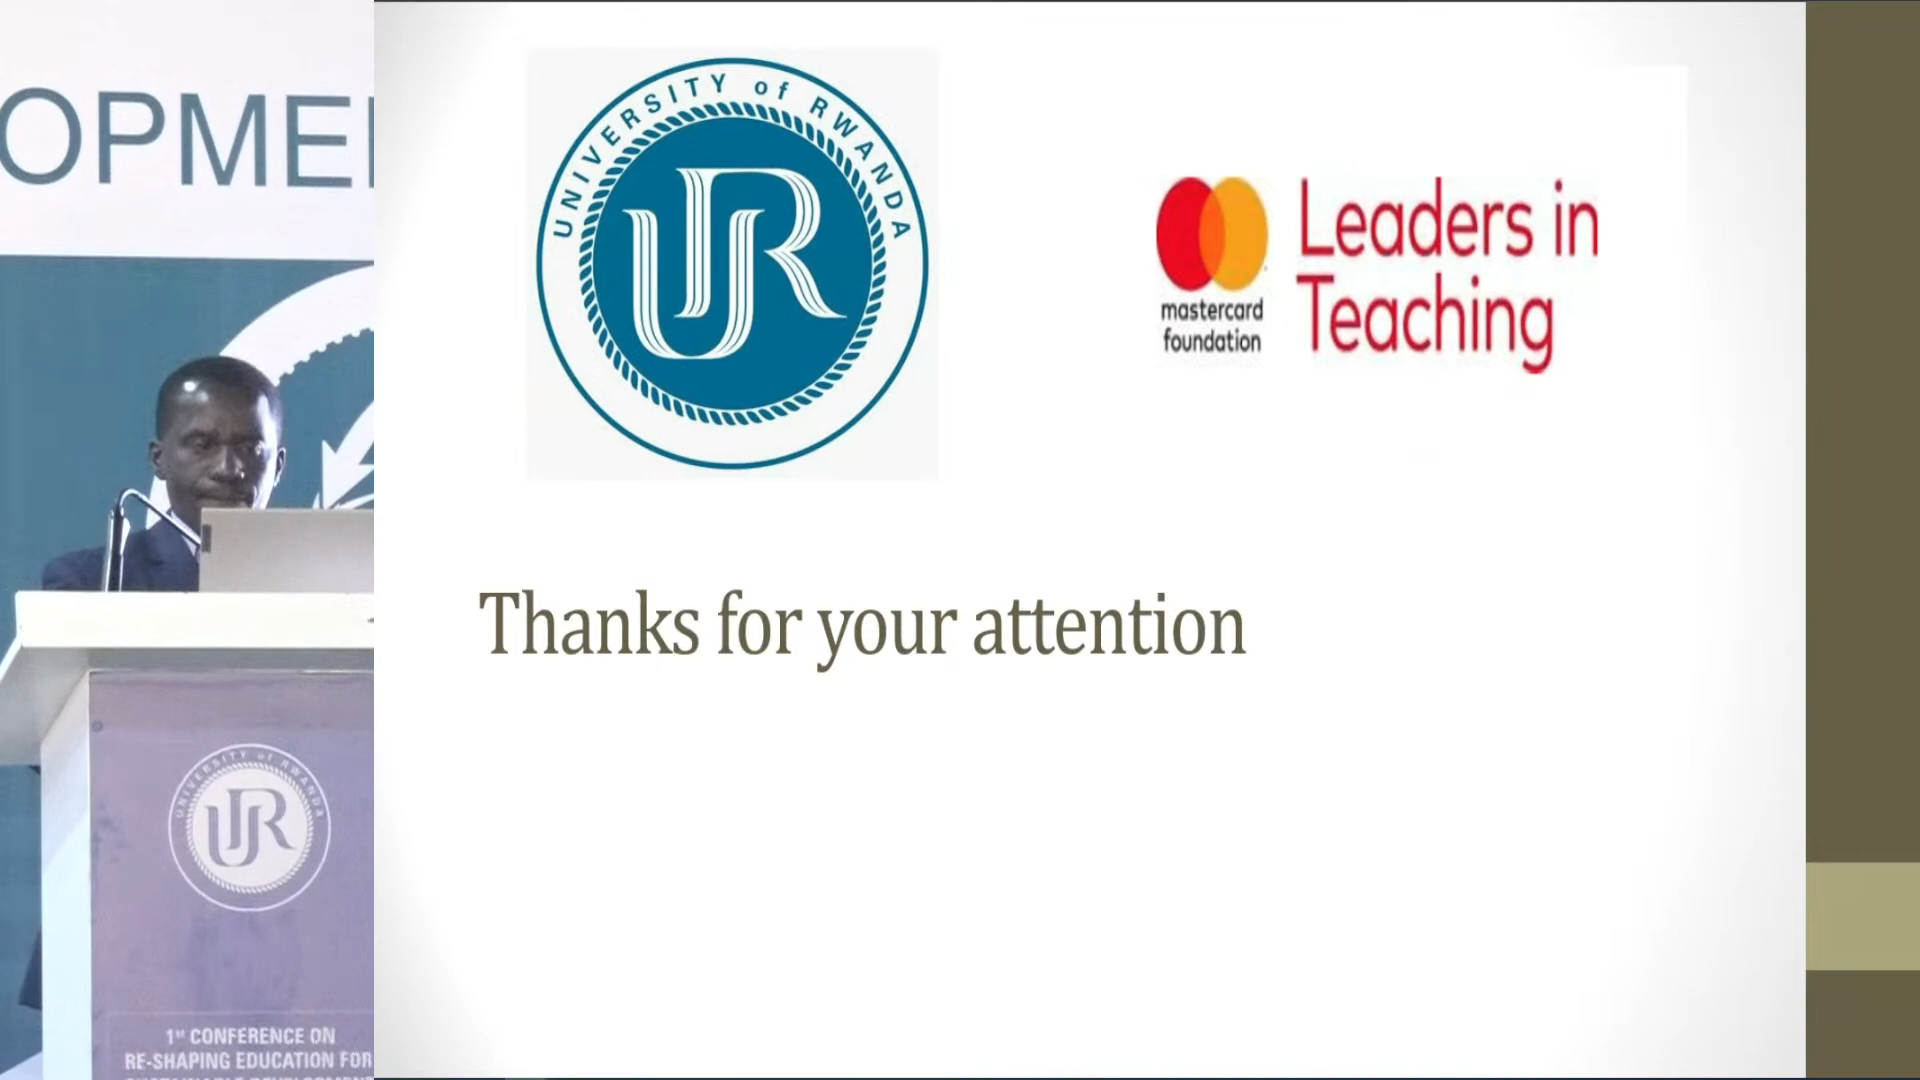 UNIVERSITY of RWANDA
UR
mastercard
foundation
Leaders in
Teaching
Thanks for your attention
UNIVERSITY of RWANDA
UR
1st CONFERENCE ON
RE-SHAPING EDUCATION FOR